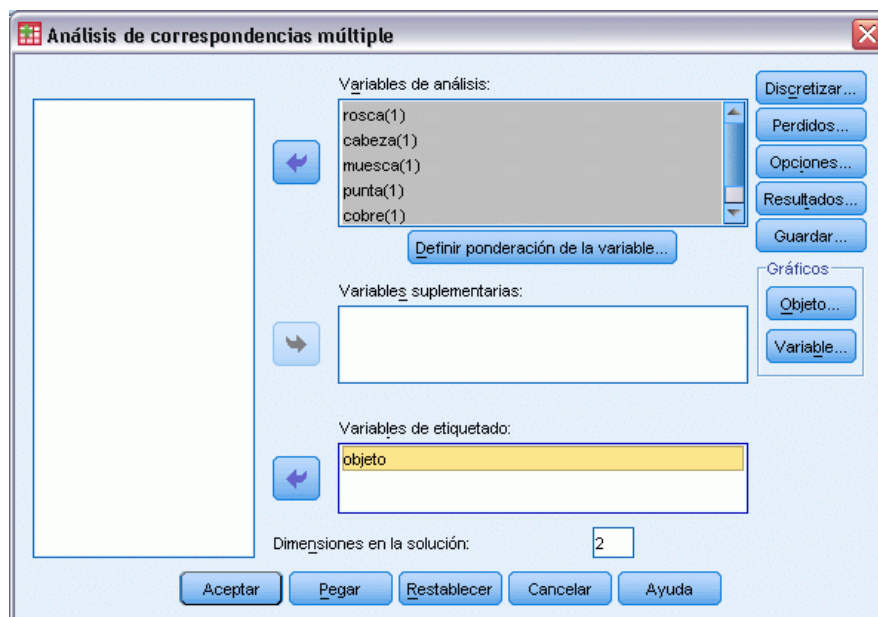 Análisis de correspondencias múltiple
Variables de análisis:
rosca(1)
cabeza(1)
muesca(1)
punta(1)
cobre(1)
Definir ponderación de la variable...
Variables suplementarias:
Variables de etiquetado:
objeto
Dimensiones en la solución:
2
Discretizar...
Perdidos...
Opciones...
Resultados...
Guardar...
Gráficos
Objeto...
Variable...
Aceptar
Pegar
Restablecer
Cancelar
Ayuda